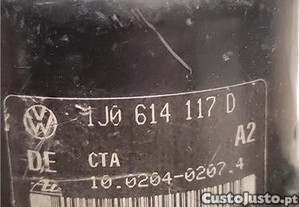 1J0 614 117 D
A2
DE CTA
10.0204-0207.4
CustoJusto.pt